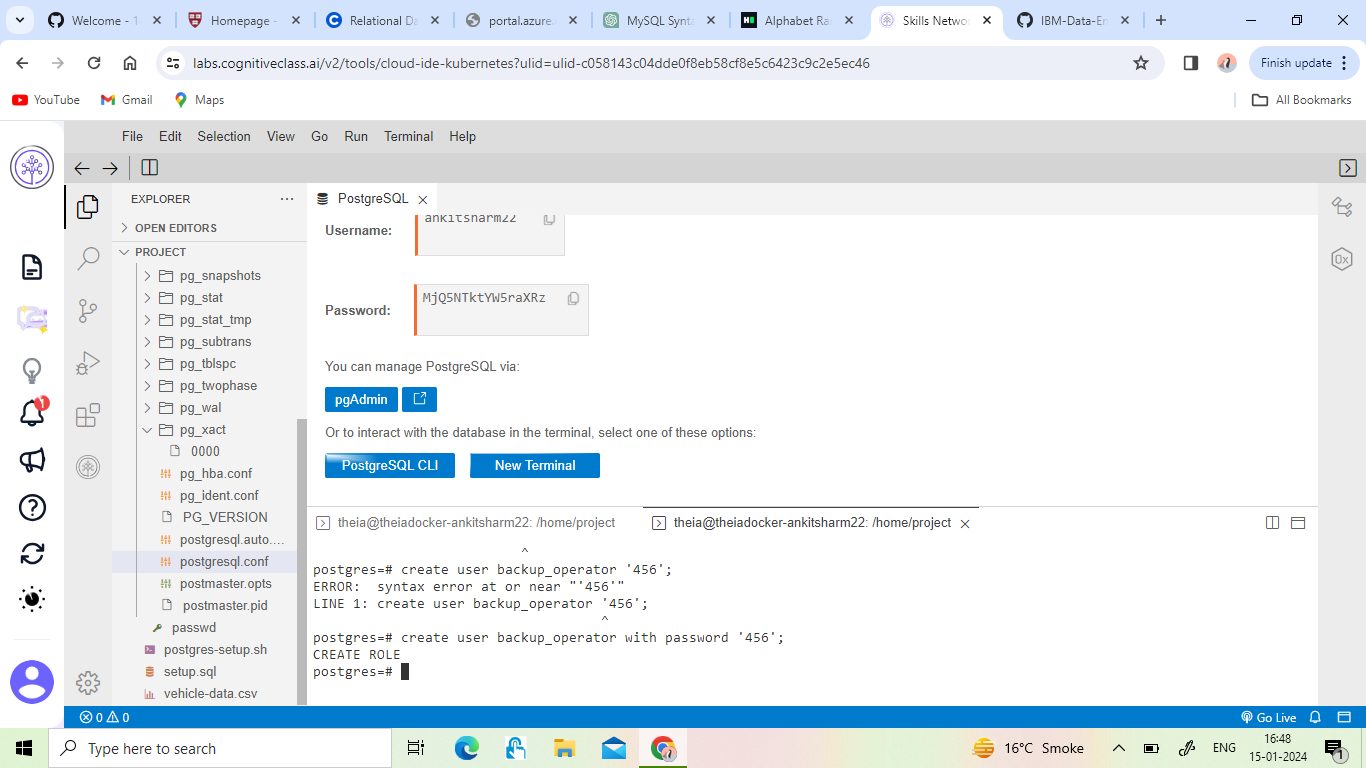 Welcome - 1
Homepage -
Relational Da
portal.azure.
MySQL Synta
Alphabet Ra
Skills Networ
IBM-Data-En
labs.cognitiveclass.ai/v2/tools/cloud-ide-kubernetes?ulid=ulid-c058143c04dde0f8eb58cf8e5c6423c9c2e5ec46
Finish update
YouTube
Gmail
Maps
All Bookmarks
File Edit Selection View Go Run Terminal Help
EXPLORER
OPEN EDITORS
PROJECT
pg_snapshots
pg_stat
pg_stat_tmp
pg_subtrans
pg_tblspc
pg_twophase
pg_wal
pg_xact
0000
pg_hba.conf
pg_ident.conf
PG_VERSION
postgresql.auto....
postgresql.conf
postmaster.opts
postmaster.pid
passwd
postgres-setup.sh
setup.sql
vehicle-data.csv
1
PostgreSQL
Username: ankitsharm22
Password: MjQ5NTktYW5raXRz
You can manage PostgreSQL via:
pgAdmin
Or to interact with the database in the terminal, select one of these options:
PostgreSQL CLI New Terminal
theia@theiadocker-ankitsharm22: /home/project
theia@theiadocker-ankitsharm22: /home/project
^
postgres=# create user backup_operator '456';
ERROR:  syntax error at or near "'456'"
LINE 1: create user backup_operator '456';
^
postgres=# create user backup_operator with password '456';
CREATE ROLE
postgres=#
0 0
Go Live
Type here to search
16°C Smoke
ENG
16:48
15-01-2024
1